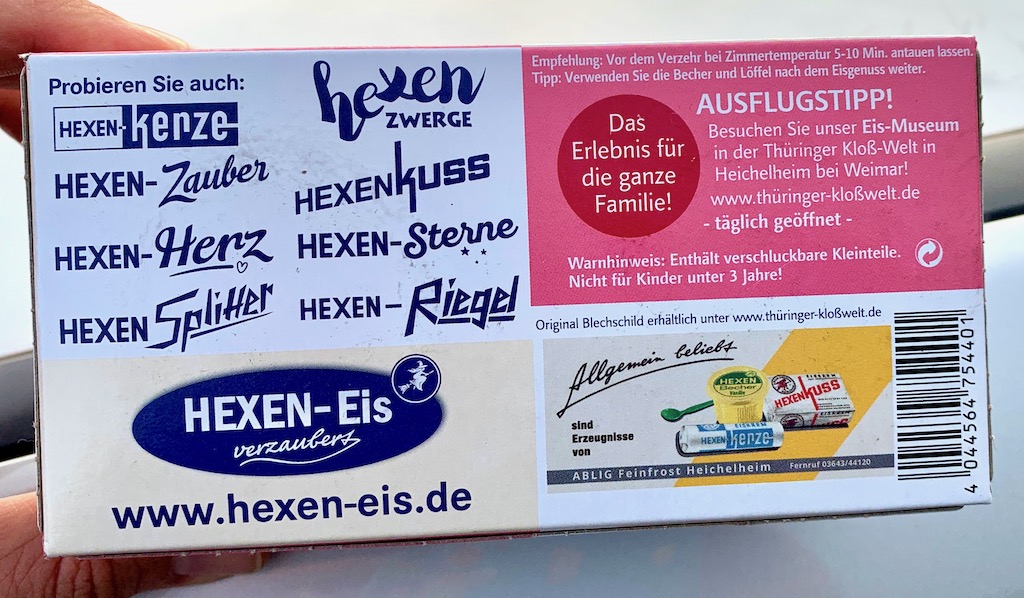 Probieren Sie auch:
HEXEN-kerze
hexen
ZWERGE
HEXEN-Zauber
HEXENkuss
HEXEN-Herz
HEXEN-Sterne
HEXEN Splitter
HEXEN-Riegel
HEXEN-Eis
verzaubert
www.hexen-eis.de
Empfehlung: Vor dem Verzehr bei Zimmertemperatur 5-10 Min. antauen lassen.
Tipp: Verwenden Sie die Becher und Löffel nach dem Eisgenuss weiter.
Das
Erlebnis für
die ganze
Familie!
AUSFLUGSTIPP!
Besuchen Sie unser Eis-Museum
in der Thüringer Kloß-Welt in
Heichelheim bei Weimar!
www.thüringer-kloßwelt.de
- täglich geöffnet -
Warnhinweis: Enthält verschluckbare Kleinteile.
Nicht für Kinder unter 3 Jahre!
Original Blechschild erhältlich unter www.thüringer-kloßwelt.de
Allgemein beliebt
sind
Erzeugnisse
von
HEXEN
Becher
Vanille
HEXENkuss
EISKREM
HEXEN kerze
ABLIG Feinfrost Heichelheim
Fernruf 03643/44120
4 044564 754401